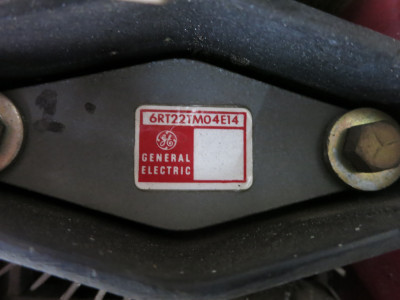 6RT221M04E14
GE
GENERAL
ELECTRIC